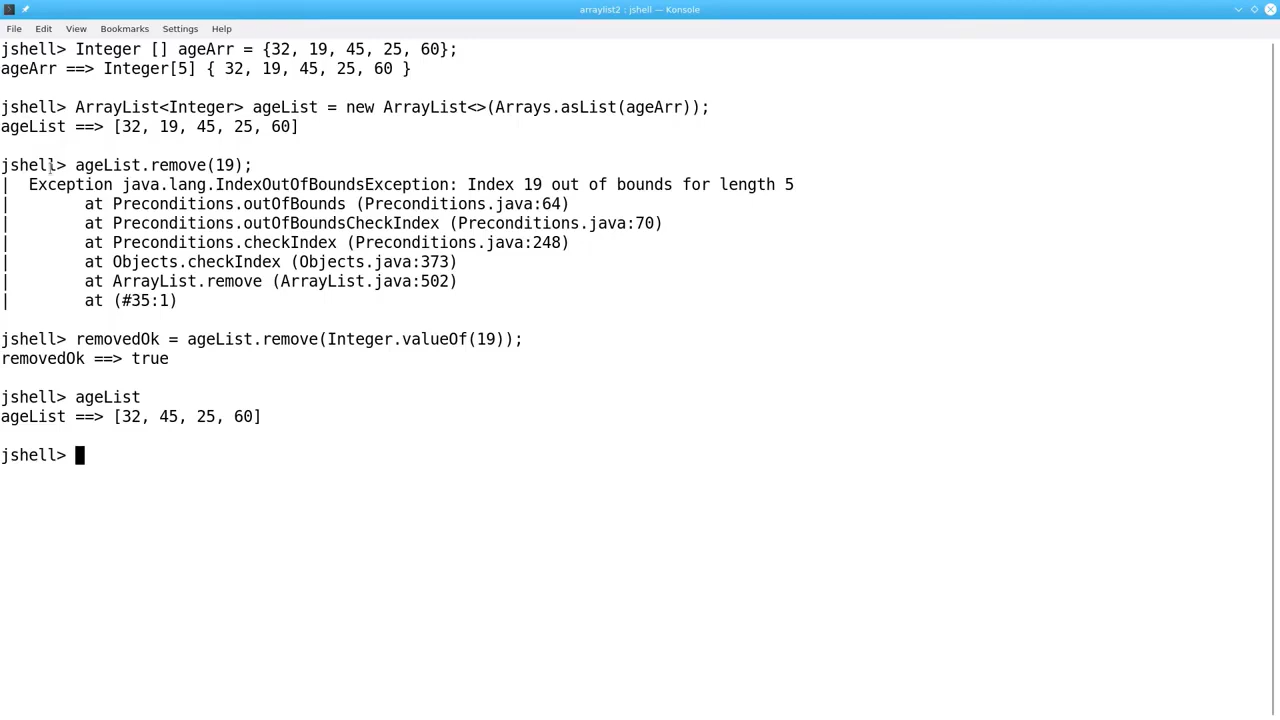 arraylist2 : jshell — Konsole
File Edit View Bookmarks Settings Help
jshell> Integer [] ageArr = {32, 19, 45, 25, 60};
ageArr ==> Integer[5] { 32, 19, 45, 25, 60 }
jshell> ArrayList<Integer> ageList = new ArrayList<>(Arrays.asList(ageArr));
ageList ==> [32, 19, 45, 25, 60]
jshell> ageList.remove(19);
|  Exception java.lang.IndexOutOfBoundsException: Index 19 out of bounds for length 5
|        at Preconditions.outOfBounds (Preconditions.java:64)
|        at Preconditions.outOfBoundsCheckIndex (Preconditions.java:70)
|        at Preconditions.checkIndex (Preconditions.java:248)
|        at Objects.checkIndex (Objects.java:373)
|        at ArrayList.remove (ArrayList.java:502)
|        at (#35:1)
jshell> removedOk = ageList.remove(Integer.valueOf(19));
removedOk ==> true
jshell> ageList
ageList ==> [32, 45, 25, 60]
jshell>